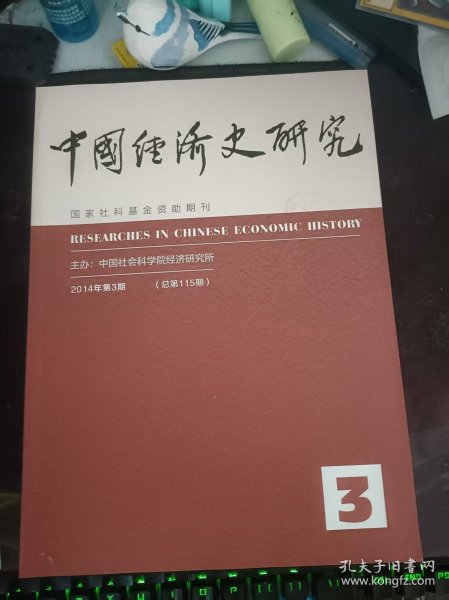 中國经济史研究
国家社科基金资助期刊
RESEARCHES IN CHINESE ECONOMIC HISTORY
主办：中国社会科学院经济研究所
2014年第3期 （总第115期）
3
孔夫子旧书网
www.kongfz.com